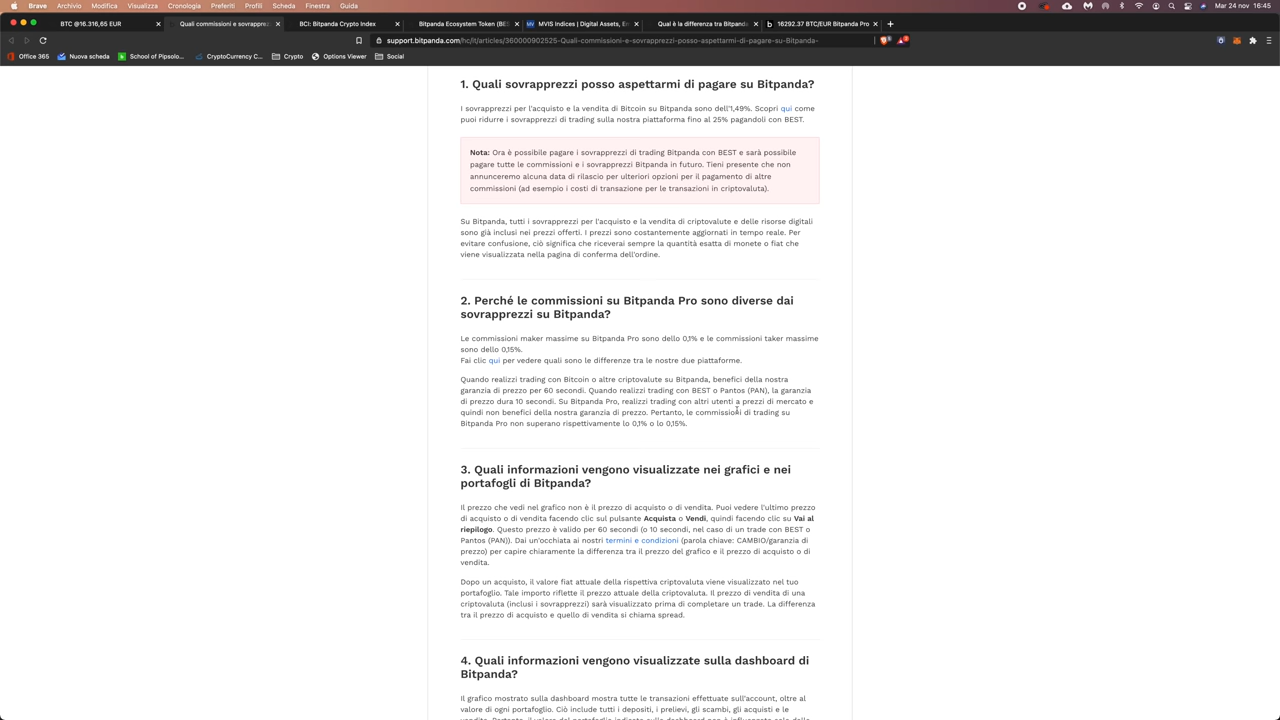 Brave Archivio Modifica Visualizza Cronologia Preferiti Profili Scheda Finestra Guida Mar 24 nov 16:45
BTC @16.316,65 EUR Quali commissioni e sovrapprez BCI: Bitpanda Crypto Index Bitpanda Ecosystem Token (BE MVIS Indices | Digital Assets, En Qual è la differenza tra Bitpand 16292.37 BTC/EUR Bitpanda Pro
support.bitpanda.com/hc/it/articles/360000902525-Quali-commissioni-e-sovrapprezzi-posso-aspettarmi-di-pagare-su-Bitpanda-
Office 365 Nuova scheda School of Pipsolo... CryptoCurrency C... Crypto Options Viewer Social
1. Quali sovrapprezzi posso aspettarmi di pagare su Bitpanda?
I sovrapprezzi per l'acquisto e la vendita di Bitcoin su Bitpanda sono dell'1,49%. Scopri qui come
puoi ridurre i sovrapprezzi di trading sulla nostra piattaforma fino al 25% pagandoli con BEST.
Nota: Ora è possibile pagare i sovrapprezzi di trading Bitpanda con BEST e sarà possibile
pagare tutte le commissioni e i sovrapprezzi Bitpanda in futuro. Tieni presente che non
annunceremo alcuna data di rilascio per ulteriori opzioni per il pagamento di altre
commissioni (ad esempio i costi di transazione per le transazioni in criptovaluta).
Su Bitpanda, tutti i sovrapprezzi per l'acquisto e la vendita di criptovalute e delle risorse digitali
sono già inclusi nei prezzi offerti. I prezzi sono costantemente aggiornati in tempo reale. Per
evitare confusione, ciò significa che riceverai sempre la quantità esatta di monete o fiat che
viene visualizzata nella pagina di conferma dell'ordine.
2. Perché le commissioni su Bitpanda Pro sono diverse dai
sovrapprezzi su Bitpanda?
Le commissioni maker massime su Bitpanda Pro sono dello 0,1% e le commissioni taker massime
sono dello 0,15%.
Fai clic qui per vedere quali sono le differenze tra le nostre due piattaforme.
Quando realizzi trading con Bitcoin o altre criptovalute su Bitpanda, benefici della nostra
garanzia di prezzo per 60 secondi. Quando realizzi trading con BEST o Pantos (PAN), la garanzia
di prezzo dura 10 secondi. Su Bitpanda Pro, realizzi trading con altri utenti a prezzi di mercato e
quindi non benefici della nostra garanzia di prezzo. Pertanto, le commissioni di trading su
Bitpanda Pro non superano rispettivamente lo 0,1% o lo 0,15%.
3. Quali informazioni vengono visualizzate nei grafici e nei
portafogli di Bitpanda?
Il prezzo che vedi nel grafico non è il prezzo di acquisto o di vendita. Puoi vedere l'ultimo prezzo
di acquisto o di vendita facendo clic sul pulsante Acquista o Vendi, quindi facendo clic su Vai al
riepilogo. Questo prezzo è valido per 60 secondi (o 10 secondi, nel caso di un trade con BEST o
Pantos (PAN)). Dai un'occhiata ai nostri termini e condizioni (parola chiave: CAMBIO/garanzia di
prezzo) per capire chiaramente la differenza tra il prezzo del grafico e il prezzo di acquisto o di
vendita.
Dopo un acquisto, il valore fiat attuale della rispettiva criptovaluta viene visualizzato nel tuo
portafoglio. Tale importo riflette il prezzo attuale della criptovaluta. Il prezzo di vendita di una
criptovaluta (inclusi i sovrapprezzi) sarà visualizzato prima di completare un trade. La differenza
tra il prezzo di acquisto e quello di vendita si chiama spread.
4. Quali informazioni vengono visualizzate sulla dashboard di
Bitpanda?
Il grafico mostrato sulla dashboard mostra tutte le transazioni effettuate sull'account, oltre al
valore di ogni portafoglio. Ciò include tutti i depositi, i prelievi, gli scambi, gli acquisti e le